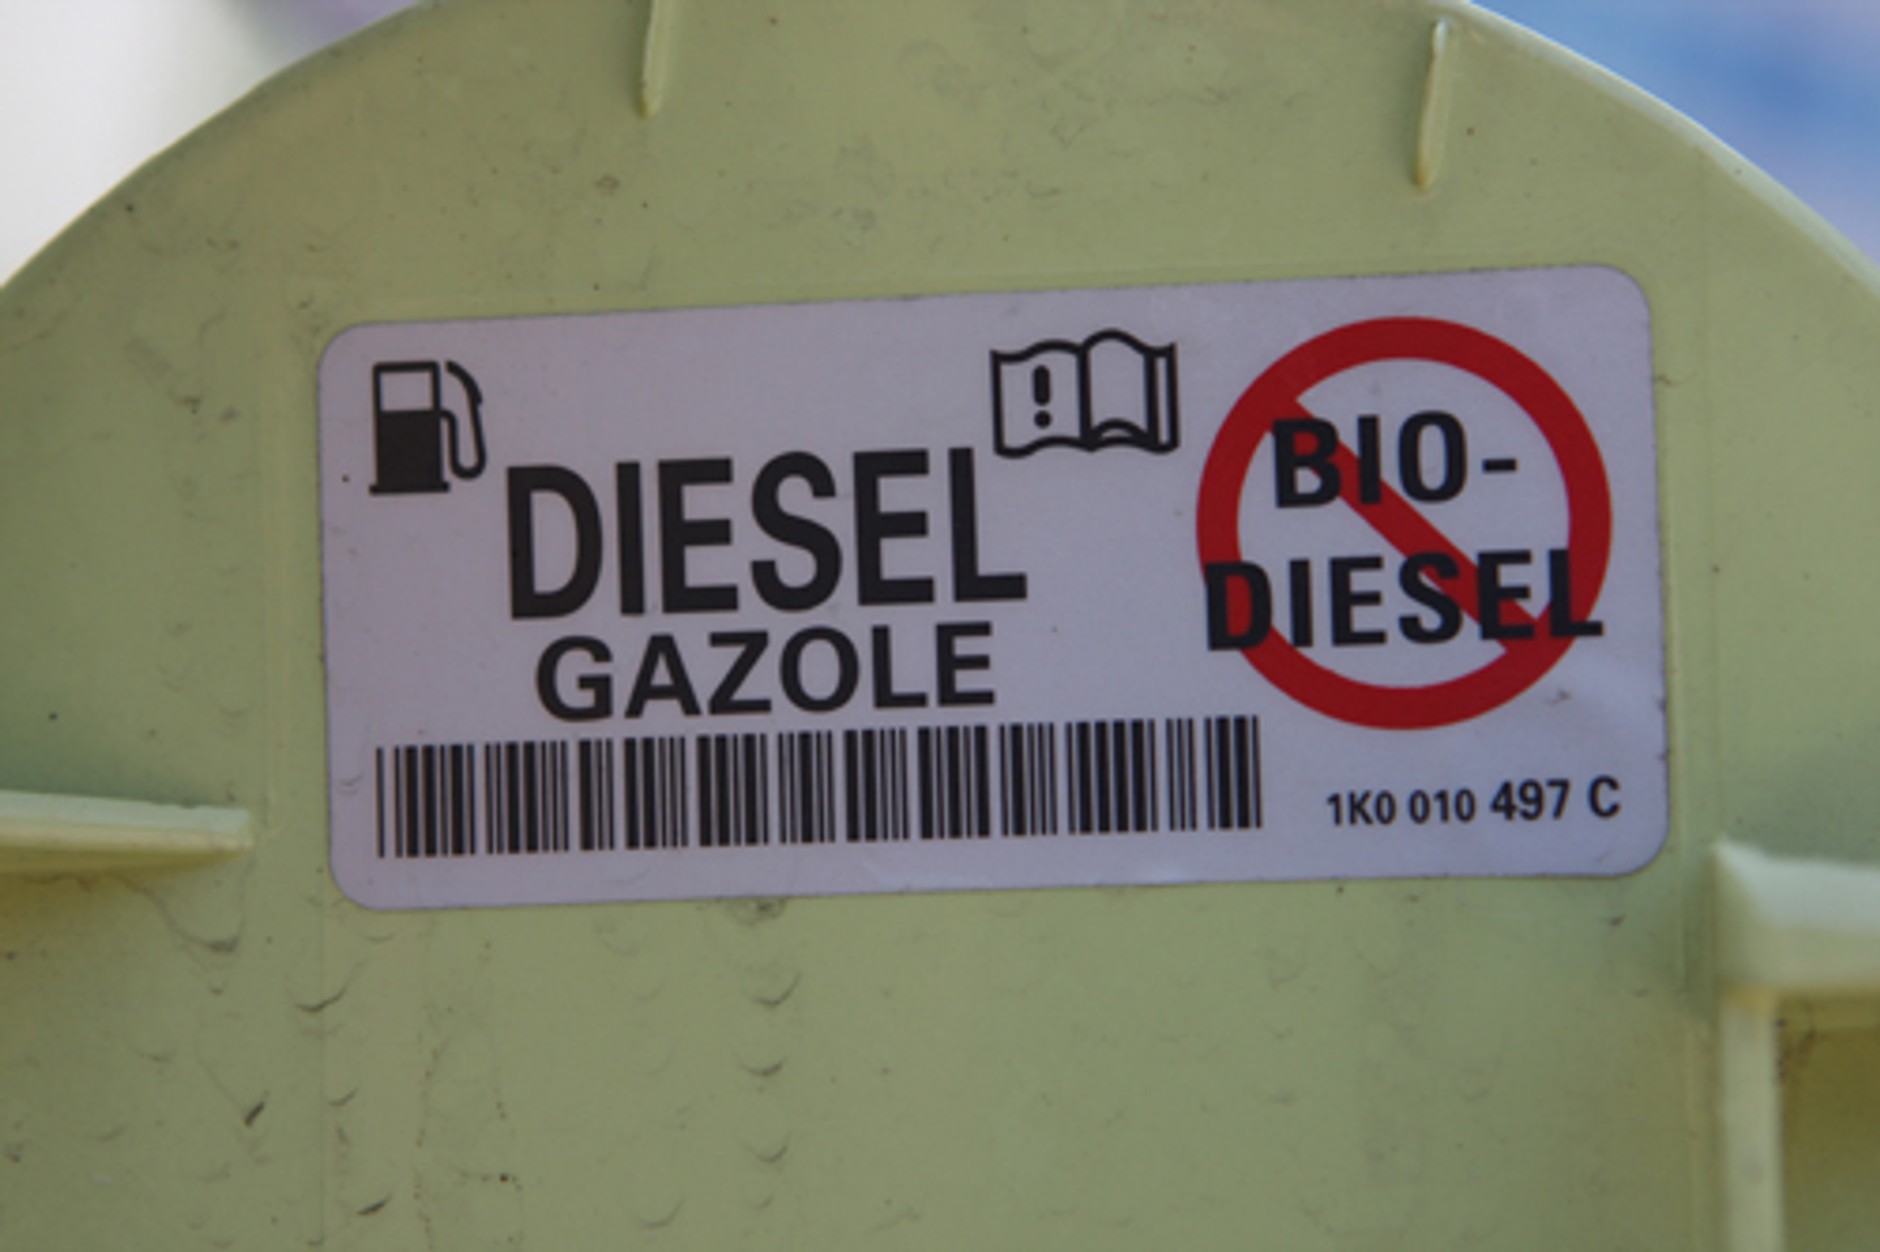 DIESEL
GAZOLE
BIO-
DIESEL
1K0 010 497 C